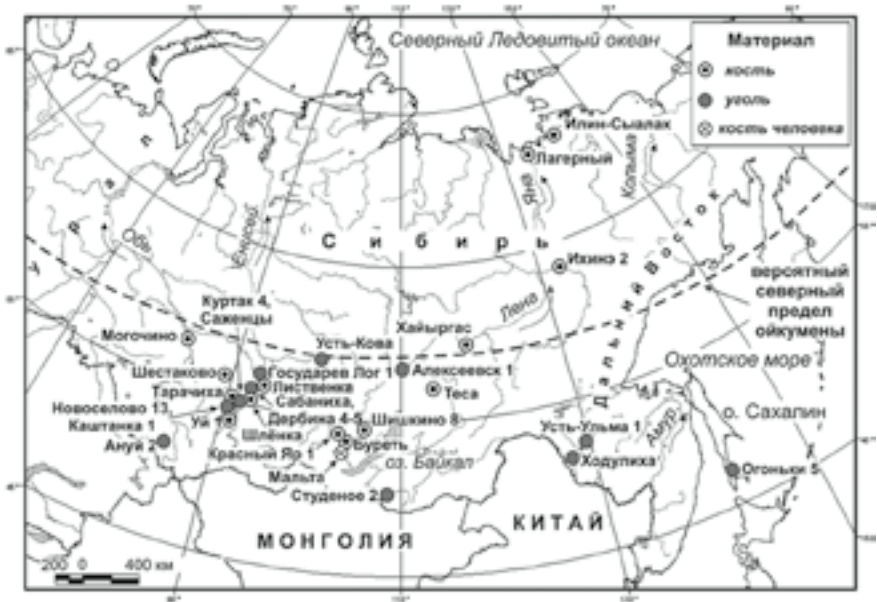 Северный Ледовитый океан
Материал
кость
уголь
кость человека
Илин-Сыалах
Лагерный
Яна
Колыма
Урал
Обь
Енисей
Сибирь
Дальний Восток
Ихинэ 2
версятный
северный
предел
ойкумены
Лена
Хайыргас
Куртак 4,
Саженцы
Могочино
Усть-Кова
Охотское море
Шестаково
Государев Лог 1
Алексеевск 1
Тарачиха
Лиственка
Теса
Сабаниха,
Новоселово 13
Дербина 4-5
Шишкино 8
о. Сахалин
Каштанка 1
Уй 1
Шлёнка
Усть-Ульма 1
Амур
Ануй 2
Красный Яр 1
Буреть
оз. Байкал
Ходулиха
Огоньки 5
Мальта
Студеное 2
КИТАЙ
МОНГОЛИЯ
200 0 400 км